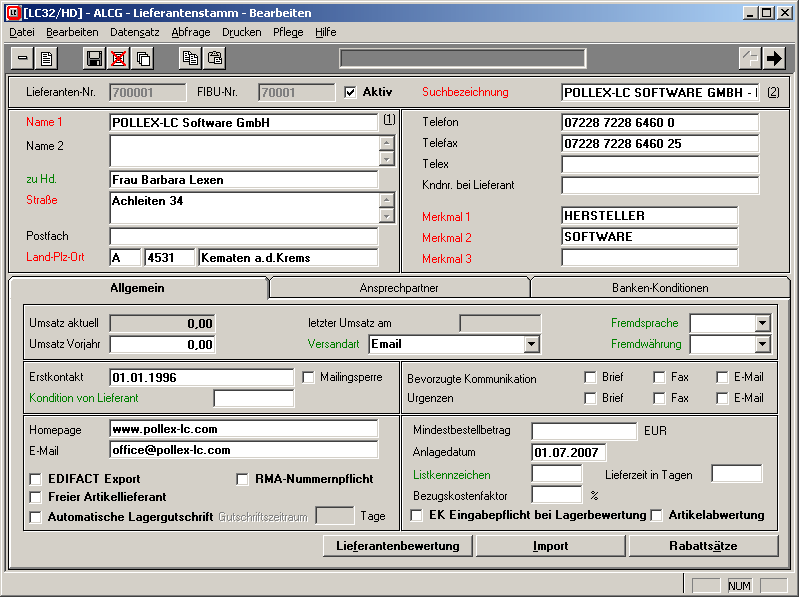 [LC32/HD] - ALCG - Lieferantenstamm - Bearbeiten
Datei Bearbeiten Datensatz Abfrage Drucken Pflege Hilfe
Lieferanten-Nr. 700001 FIBU-Nr. 70001 Aktiv Suchbezeichnung POLLEX-LC SOFTWARE GMBH - (2)
Name 1 POLLEX-LC Software GmbH (1)
Name 2
zu Hd. Frau Barbara Lexen
Straße Achleiten 34
Postfach
Land-Plz-Ort A 4531 Kematen a.d.Krems
Telefon 07228 7228 6460 0
Telefax 07228 7228 6460 25
Telex
Kndnr. bei Lieferant
Merkmal 1 HERSTELLER
Merkmal 2 SOFTWARE
Merkmal 3
Allgemein Ansprechpartner Banken-Konditionen
Umsatz aktuell 0,00 letzter Umsatz am Fremdsprache
Umsatz Vorjahr 0,00 Versandart Email Fremdwährung
Erstkontakt 01.01.1996 Mailingsperre
Kondition von Lieferant
Bevorzugte Kommunikation Brief Fax E-Mail
Urgenzen Brief Fax E-Mail
Homepage www.pollex-lc.com
E-Mail office@pollex-lc.com
EDIFACT Export RMA-Nummernpflicht
Freier Artikellieferant
Automatische Lagergutschrift Gutschriftszeitraum Tage
Mindestbestellbetrag EUR
Anlagedatum 01.07.2007
Listkennzeichen Lieferzeit in Tagen
Bezugskostenfaktor %
EK Eingabepflicht bei Lagerbewertung Artikelabwertung
Lieferantenbewertung Import Rabattsätze
NUM